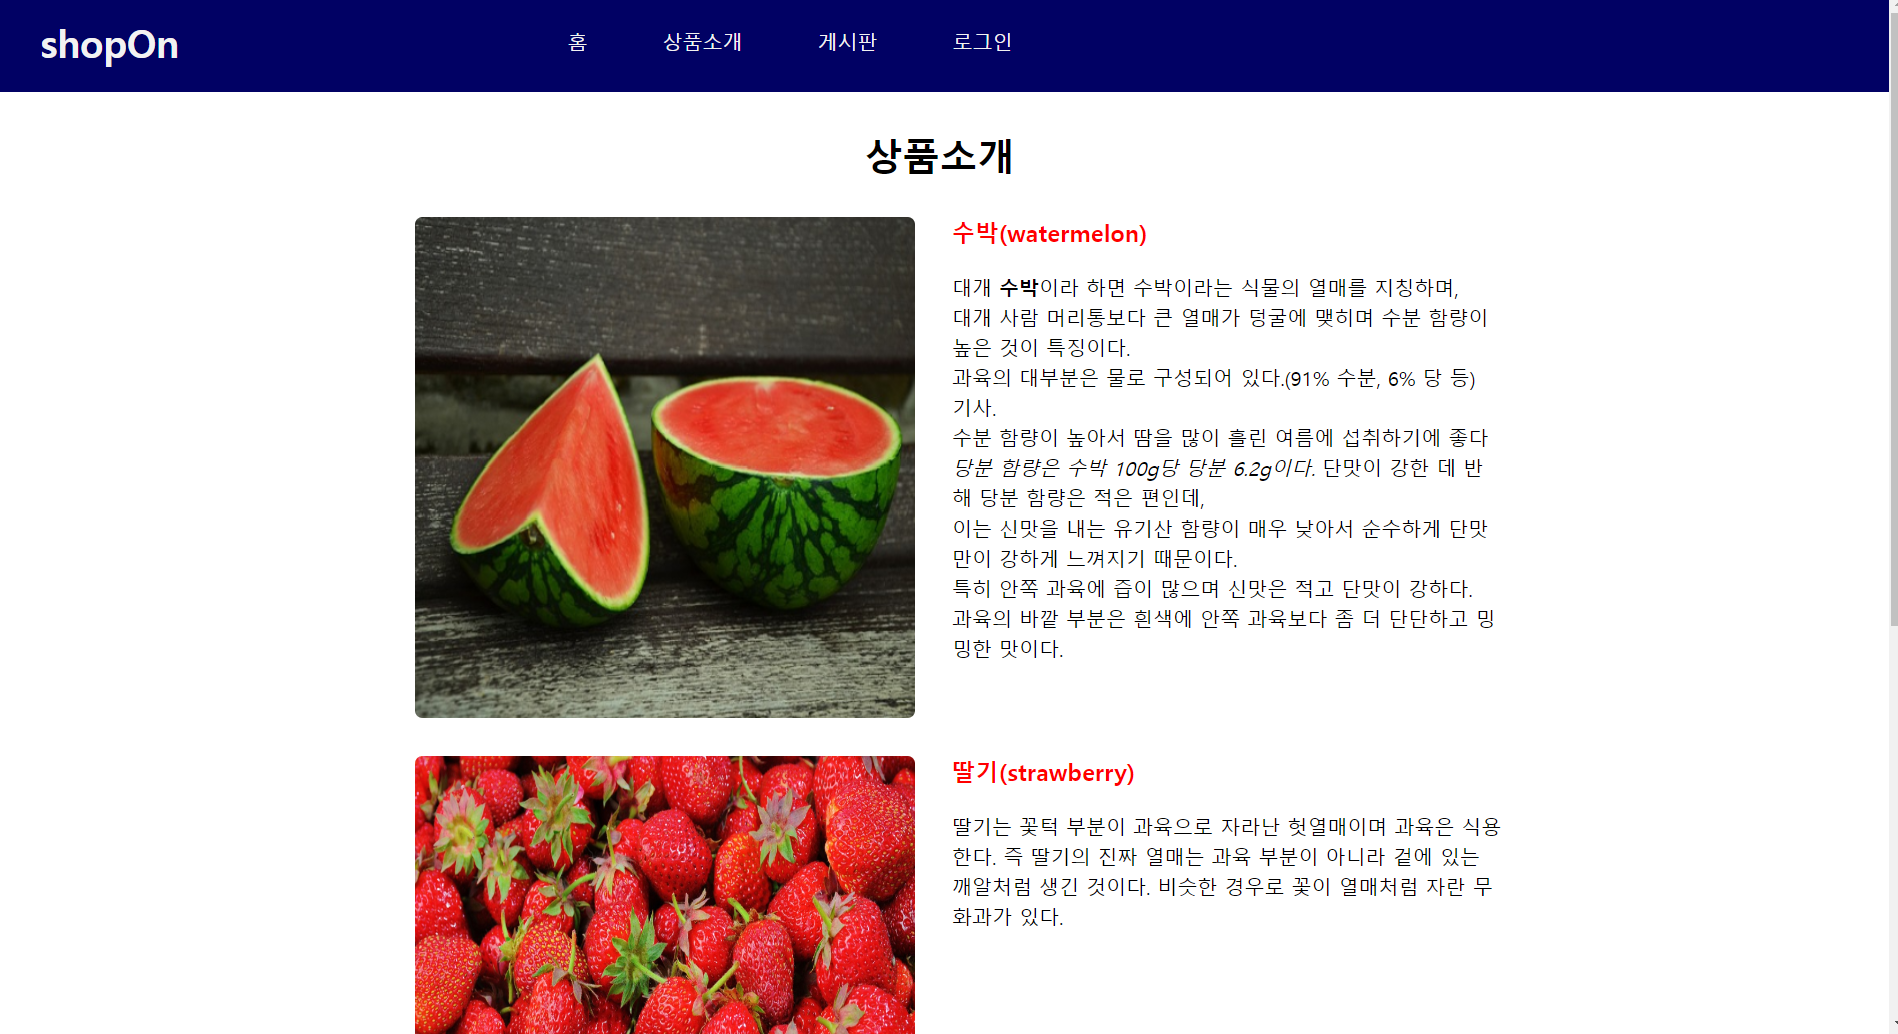 shopOn
홈 상품소개 게시판 로그인
상품소개
수박(watermelon)
대개 수박이라 하면 수박이라는 식물의 열매를 지칭하며,
대개 사람 머리통보다 큰 열매가 덩굴에 맺히며 수분 함량이
높은 것이 특징이다.
과육의 대부분은 물로 구성되어 있다.(91% 수분, 6% 당 등)
기사.
수분 함량이 높아서 땀을 많이 흘린 여름에 섭취하기에 좋다
당분 함량은 수박 100g당 당분 6.2g이다. 단맛이 강한 데 반
해 당분 함량은 적은 편인데,
이는 신맛을 내는 유기산 함량이 매우 낮아서 순수하게 단맛
만이 강하게 느껴지기 때문이다.
특히 안쪽 과육에 즙이 많으며 신맛은 적고 단맛이 강하다.
과육의 바깥 부분은 흰색에 안쪽 과육보다 좀 더 단단하고 밍
밍한 맛이다.
딸기(strawberry)
딸기는 꽃턱 부분이 과육으로 자라난 헛열매이며 과육은 식용
한다. 즉 딸기의 진짜 열매는 과육 부분이 아니라 겉에 있는
깨알처럼 생긴 것이다. 비슷한 경우로 꽃이 열매처럼 자란 무
화과가 있다.